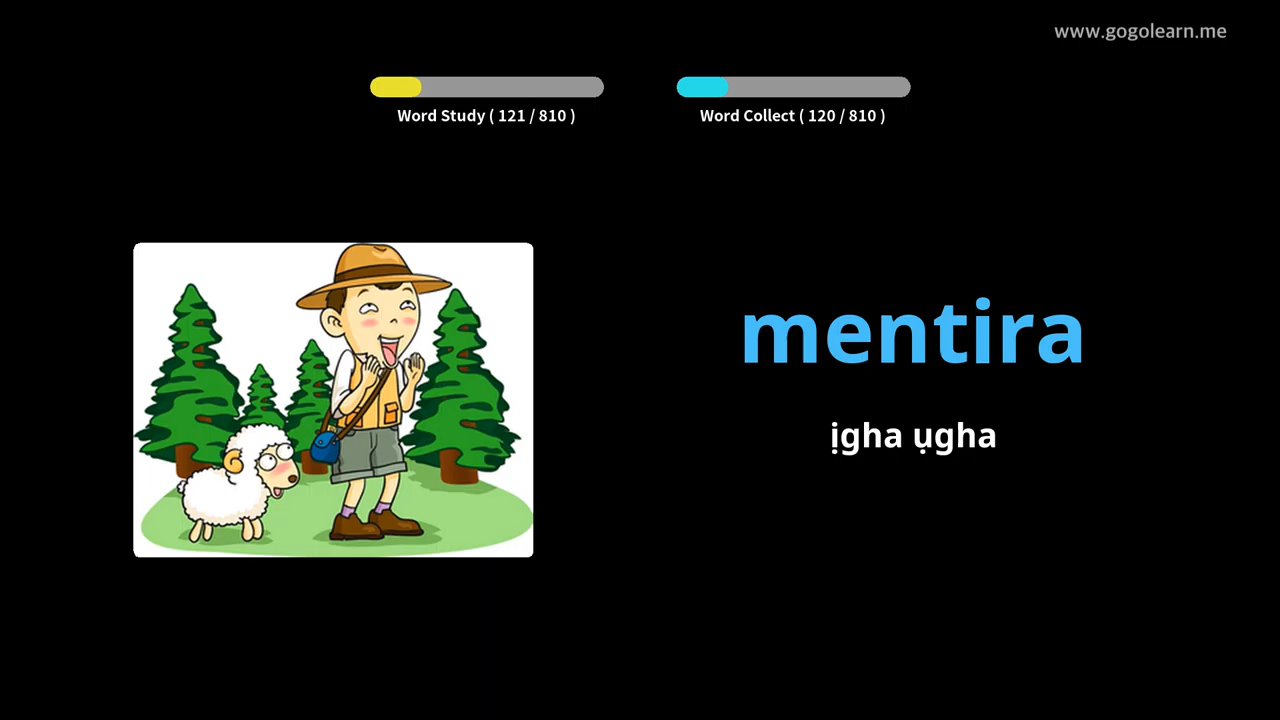 www.gogolearn.me
Word Study ( 121 / 810 )
Word Collect ( 120 / 810 )
mentira
ịgha ụgha